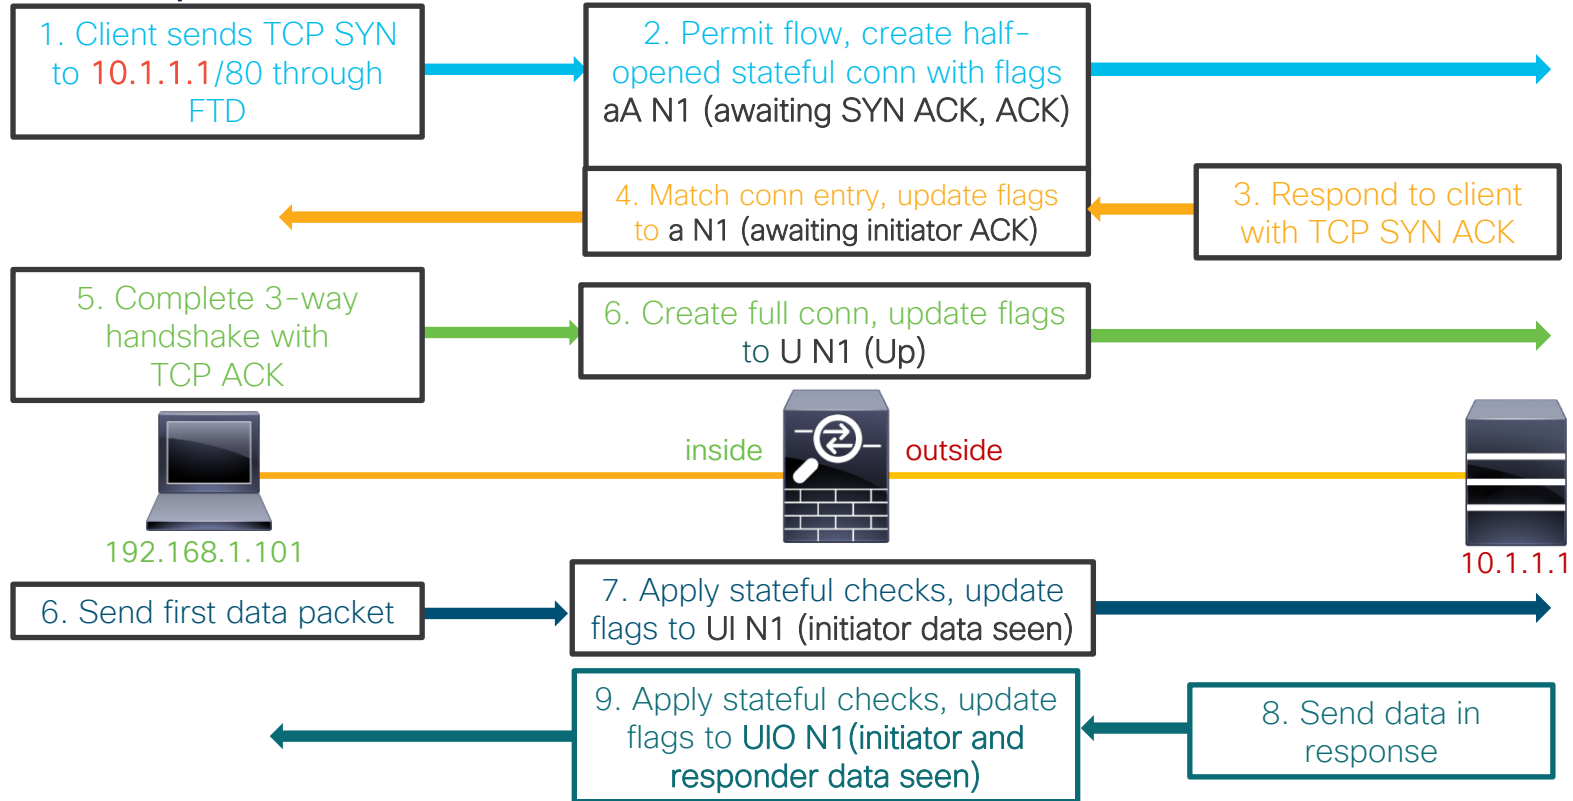 1. Client sends TCP SYN
to 10.1.1.1/80 through
FTD
2. Permit flow, create half-
opened stateful conn with flags
aA N1 (awaiting SYN ACK, ACK)
4. Match conn entry, update flags
to a N1 (awaiting initiator ACK)
3. Respond to client
with TCP SYN ACK
5. Complete 3-way
handshake with
TCP ACK
6. Create full conn, update flags
to U N1 (Up)
inside
outside
192.168.1.101
10.1.1.1
6. Send first data packet
7. Apply stateful checks, update
flags to UI N1 (initiator data seen)
9. Apply stateful checks, update
flags to UIO N1(initiator and
responder data seen)
8. Send data in
response